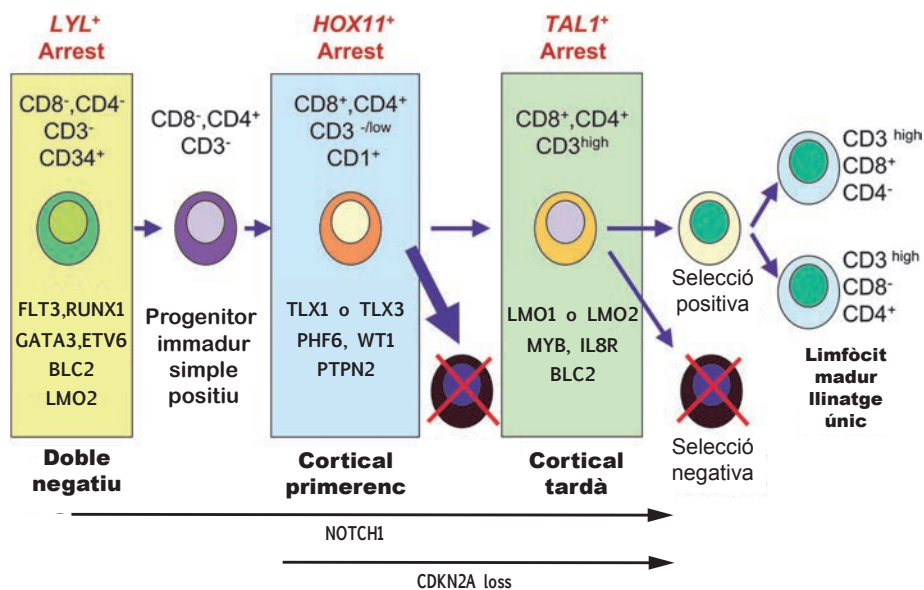 LYL+
Arrest
CD8-,CD4-
CD3-
CD34+
FLT3,RUNX1
GATA3,ETV6
BLC2
LMO2
Doble
negatiu
CD8-,CD4+
CD3-
Progenitor
immadur
simple
positiu
HOX11+
Arrest
CD8+,CD4+
CD3 -/low
CD1+
TLX1 o TLX3
PHF6, WT1
PTPN2
Cortical
primerenc
TAL1+
Arrest
CD8+,CD4+
CD3high
LMO1 o LMO2
MYB, IL8R
BLC2
Cortical
tardà
Selecció
positiva
Selecció
negativa
CD3 high
CD8+
CD4-
CD3 high
CD8-
CD4+
Limfòcit
madur
llinatge
únic
NOTCH1
CDKN2A loss